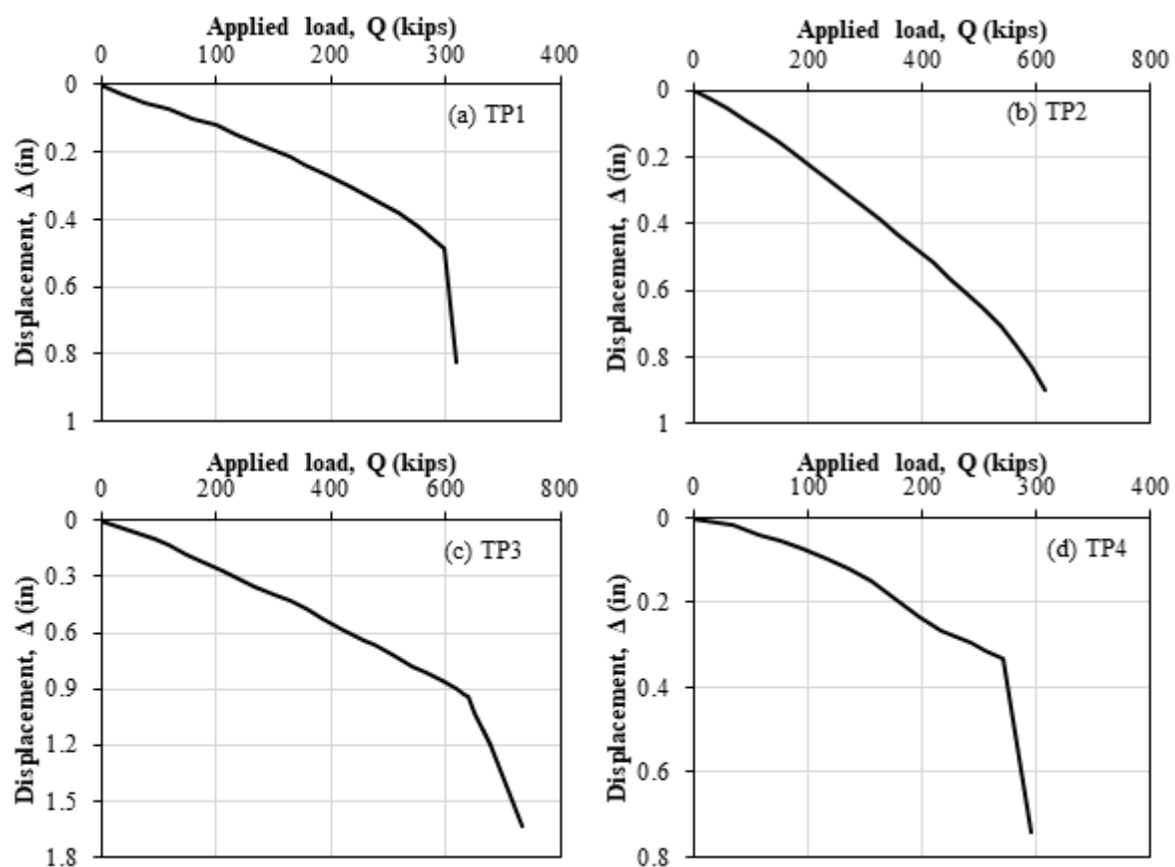 Applied load, Q (kips)
0 100 200 300 400
0
0.2
0.4
0.6
0.8
1
Displacement, Δ (in)
(a) TP1
Applied load, Q (kips)
0 200 400 600 800
0
0.2
0.4
0.6
0.8
1
Displacement, Δ (in)
(b) TP2
Applied load, Q (kips)
0 200 400 600 800
0
0.3
0.6
0.9
1.2
1.5
1.8
Displacement, Δ (in)
(c) TP3
Applied load, Q (kips)
0 100 200 300 400
0
0.2
0.4
0.6
0.8
Displacement, Δ (in)
(d) TP4